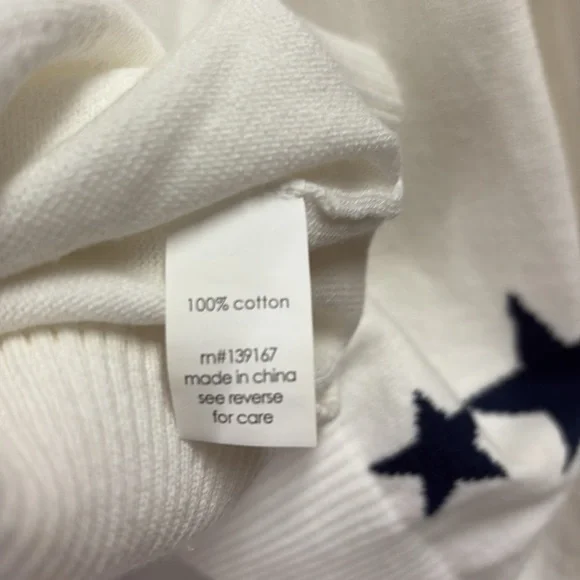 100% cotton
rn#139167
made in china
see reverse
for care